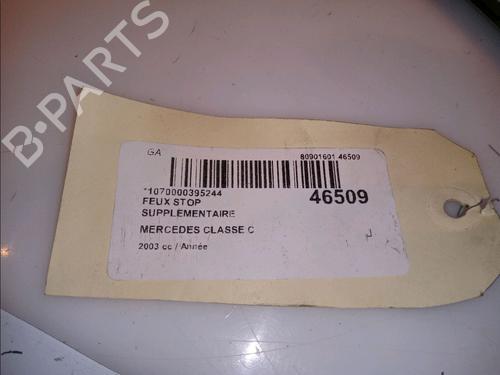 B-PARTS
GA
80901601 46509
*1070000395244
46509
FEUX STOP
SUPPLEMENTAIRE
MERCEDES CLASSE C
2003 cc / Année